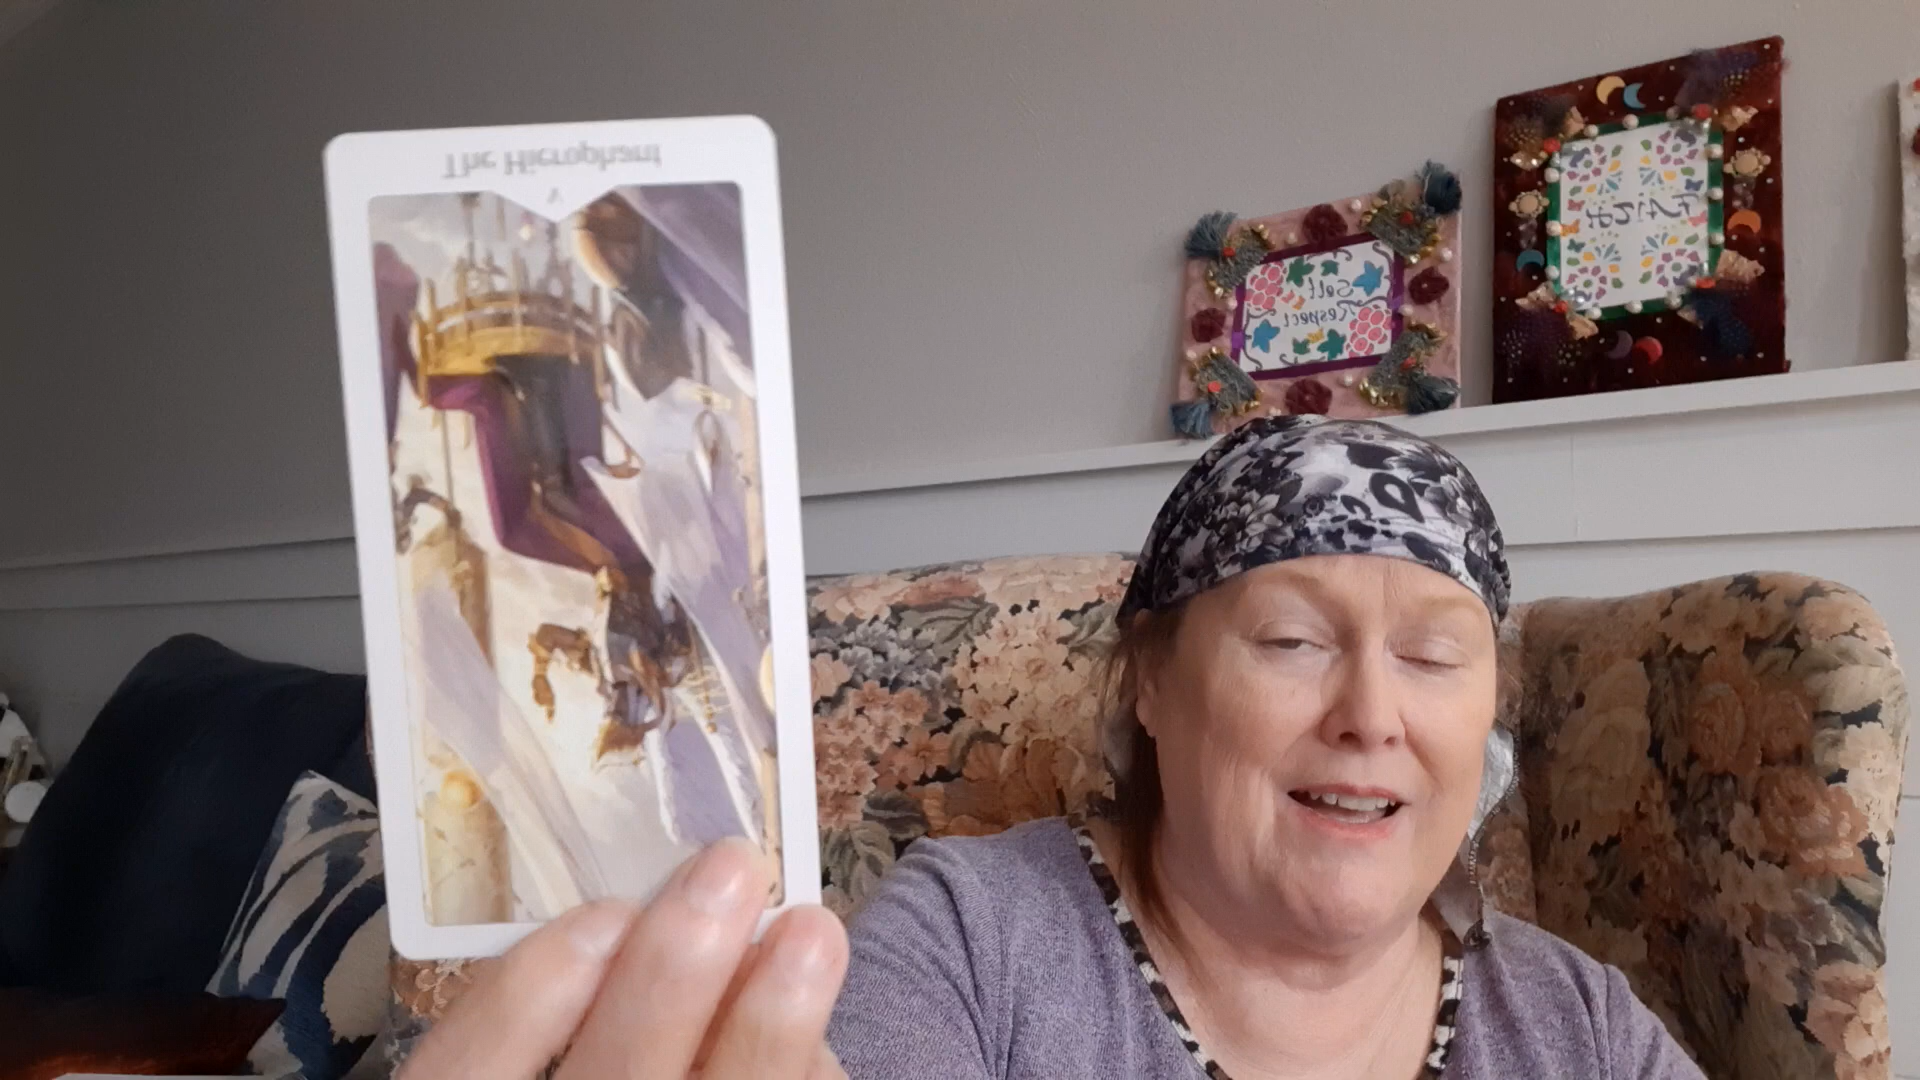 The Hierophant
V
Self
Respect